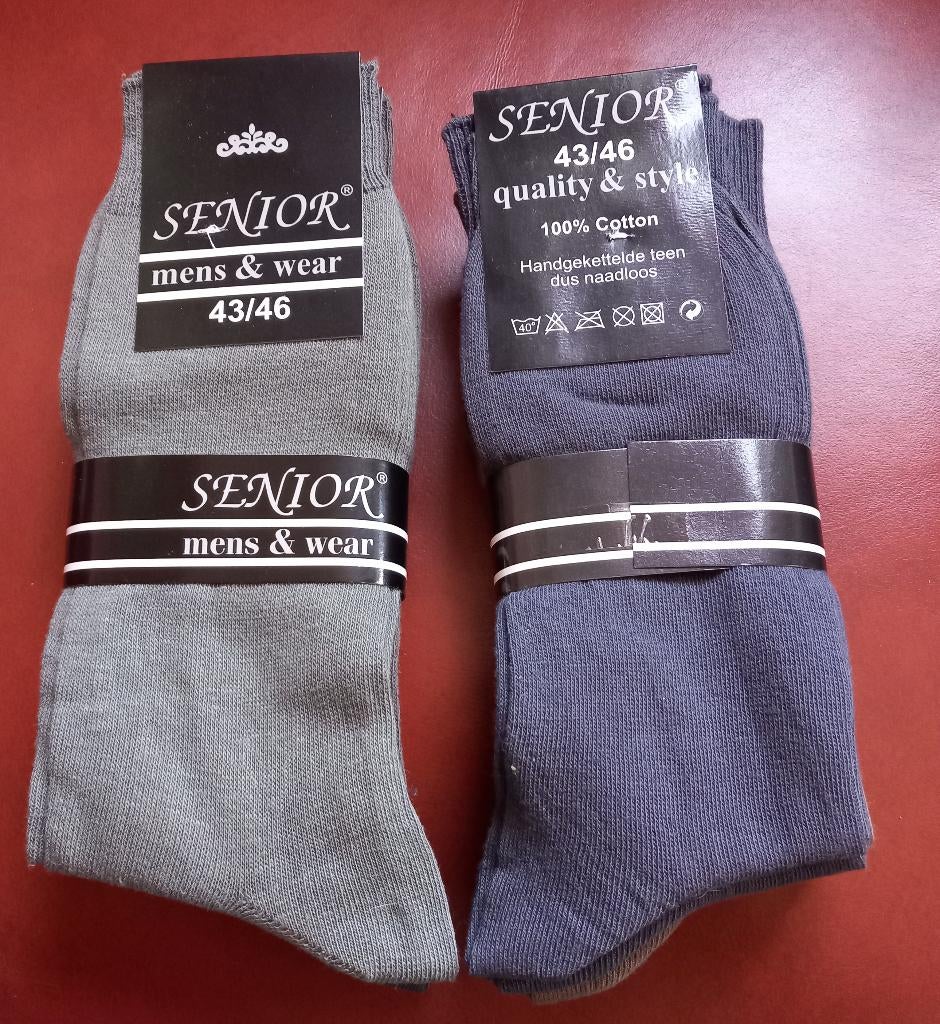 SENIOR®
mens & wear
43/46
SENIOR®
mens & wear
SENIOR®
43/46
quality & style
100% Cotton
Handgekettelde teen
dus naadloos
40°